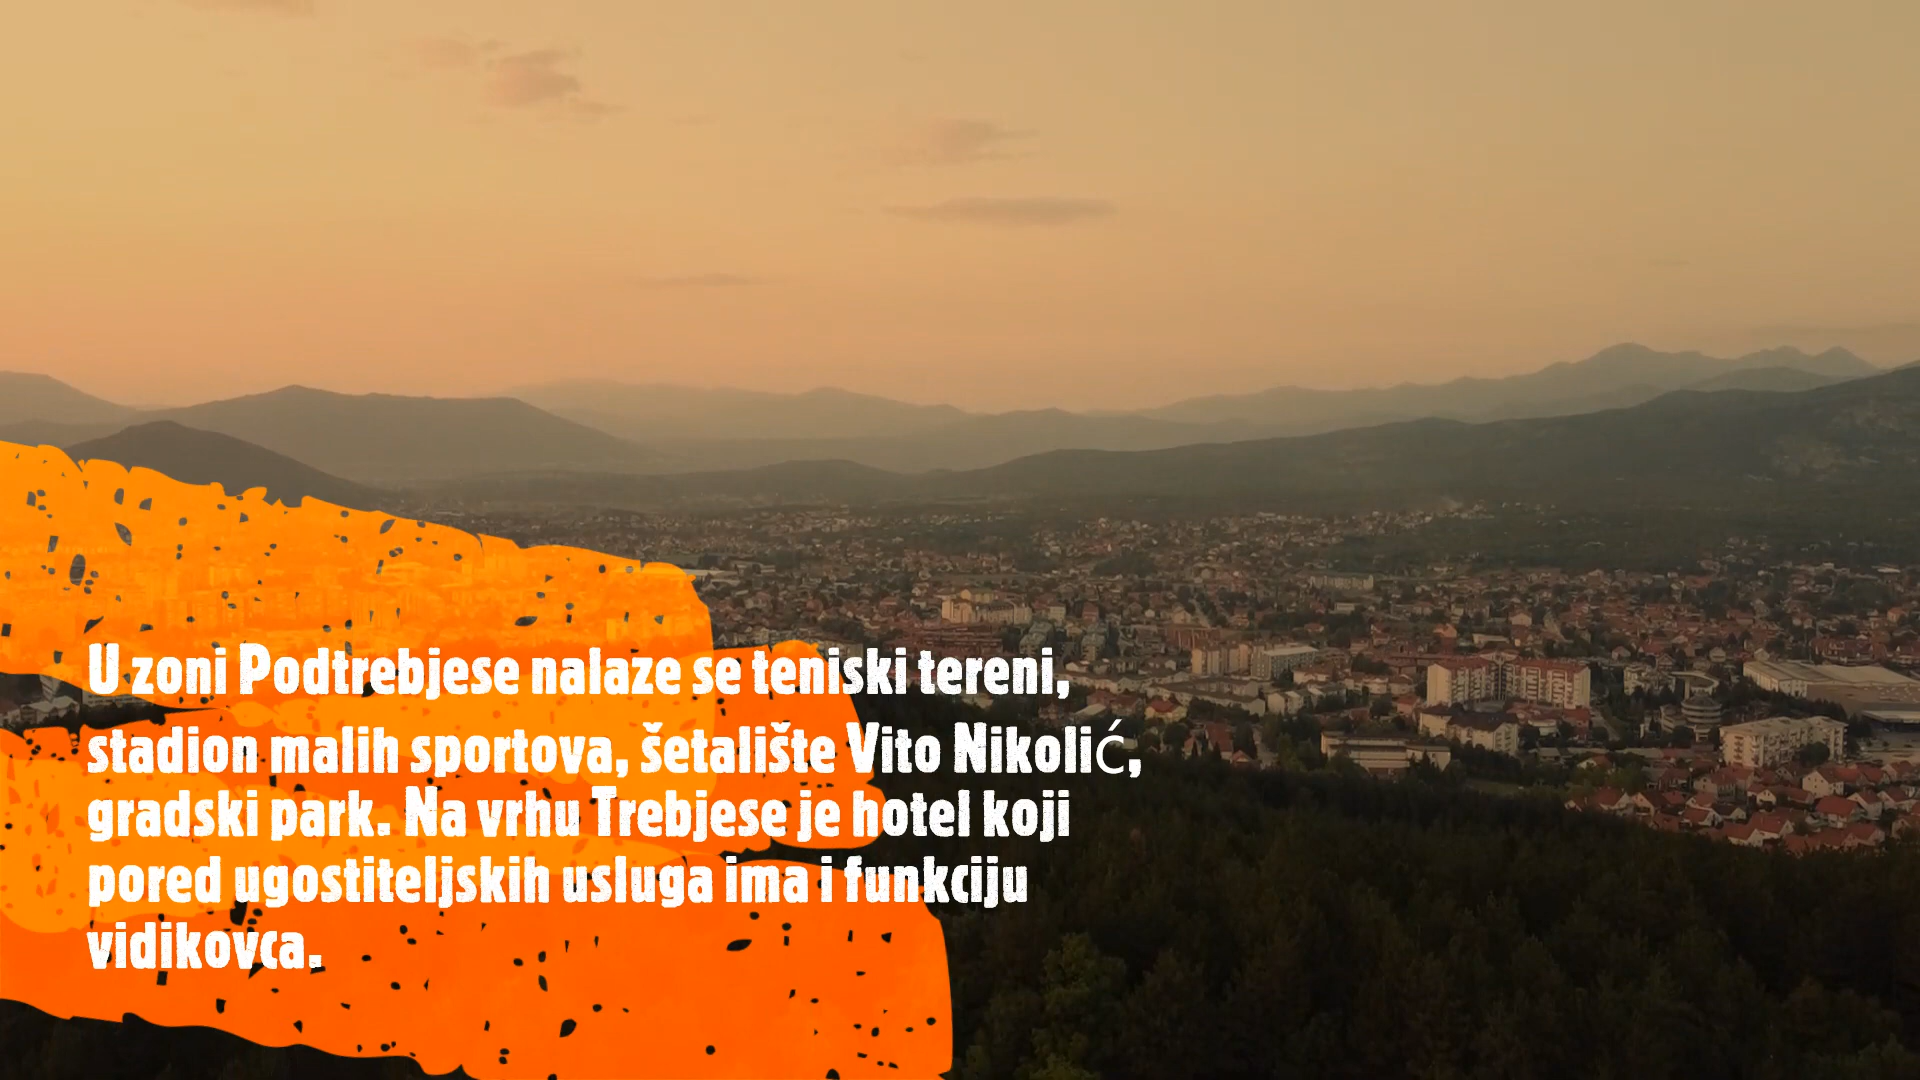 U zoni Podtrebjese nalaze se teniski tereni,
stadion malih sportova, šetalište Vito Nikolić,
gradski park. Na vrhu Trebjese je hotel koji
pored ugostiteljskih usluga ima i funkciju
vidikovca.